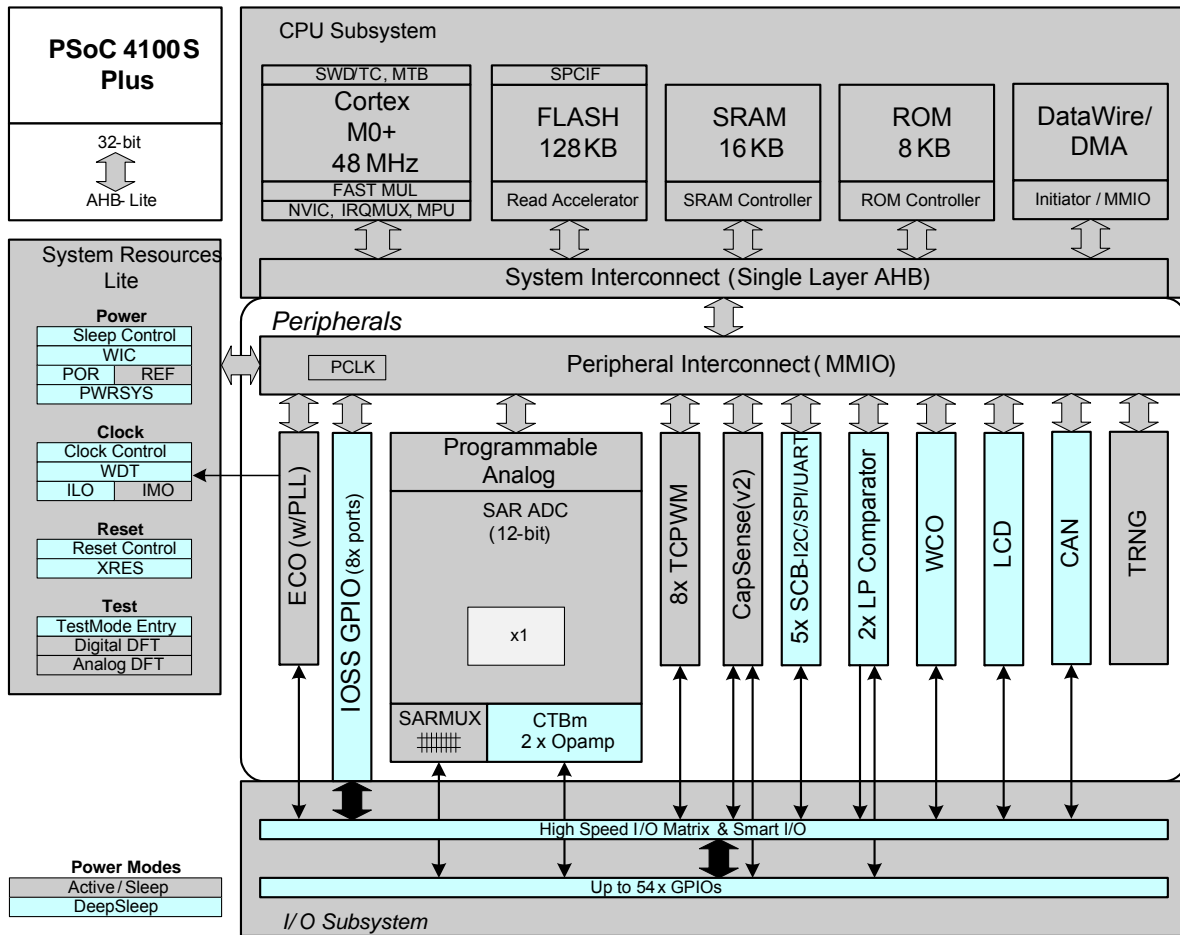 PSoC 4100S
Plus
32-bit
AHB-Lite
CPU Subsystem
SWD/TC, MTB
Cortex
M0+
48 MHz
FAST MUL
NVIC, IRQMUX, MPU
SPCIF
FLASH
128 KB
Read Accelerator
SRAM
16 KB
SRAM Controller
ROM
8 KB
ROM Controller
DataWire/
DMA
Initiator / MMIO
System Interconnect (Single Layer AHB)
System Resources
Lite
Power
Sleep Control
WIC
POR
REF
PWRSYS
Clock
Clock Control
WDT
ILO
IMO
Reset
Reset Control
XRES
Test
TestMode Entry
Digital DFT
Analog DFT
Peripherals
PCLK
Peripheral Interconnect (MMIO)
ECO (w/PLL)
IOSS GPIO (8x ports)
Programmable
Analog
SAR ADC
(12-bit)
x1
SARMUX
CTBm
2 x Opamp
8x TCPWM
CapSense(v2)
5x SCB-I2C/SPI/UART
2x LP Comparator
WCO
LCD
CAN
TRNG
High Speed I/O Matrix & Smart I/O
Up to 54x GPIOs
I/O Subsystem
Power Modes
Active/Sleep
DeepSleep